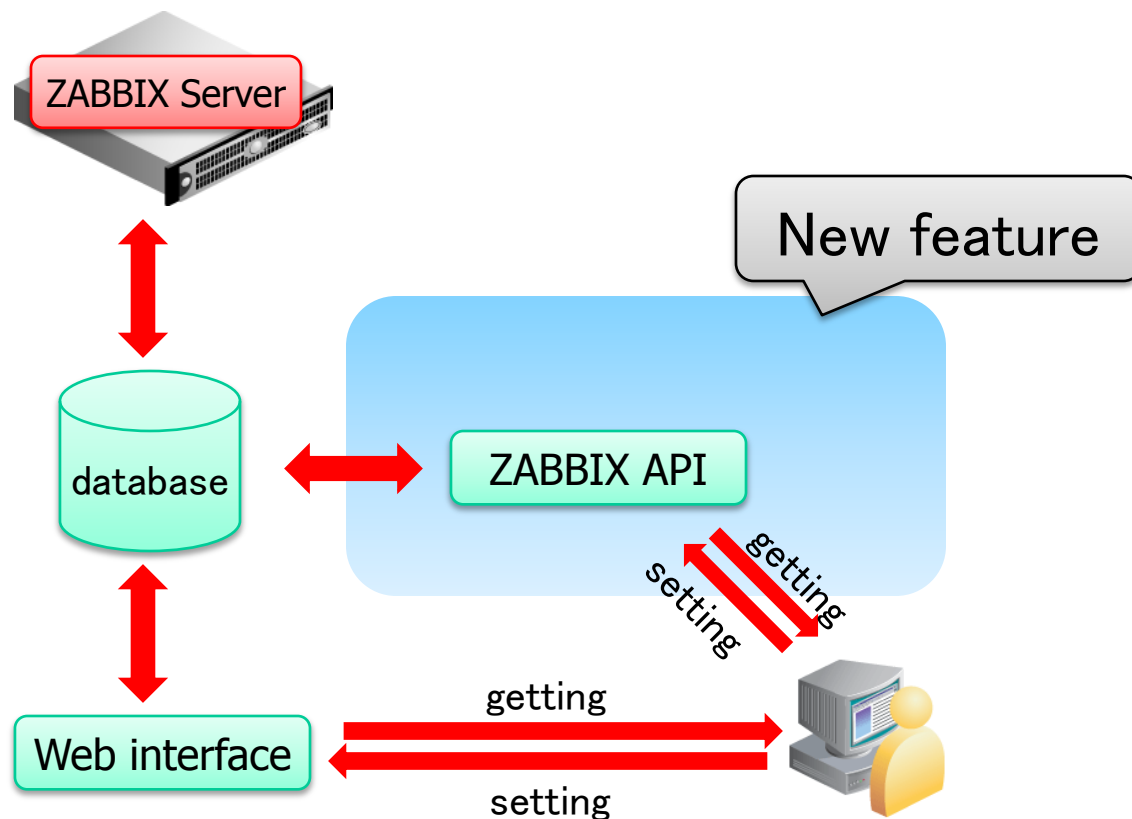 ZABBIX Server
New feature
database
ZABBIX API
getting
setting
getting
Web interface
setting